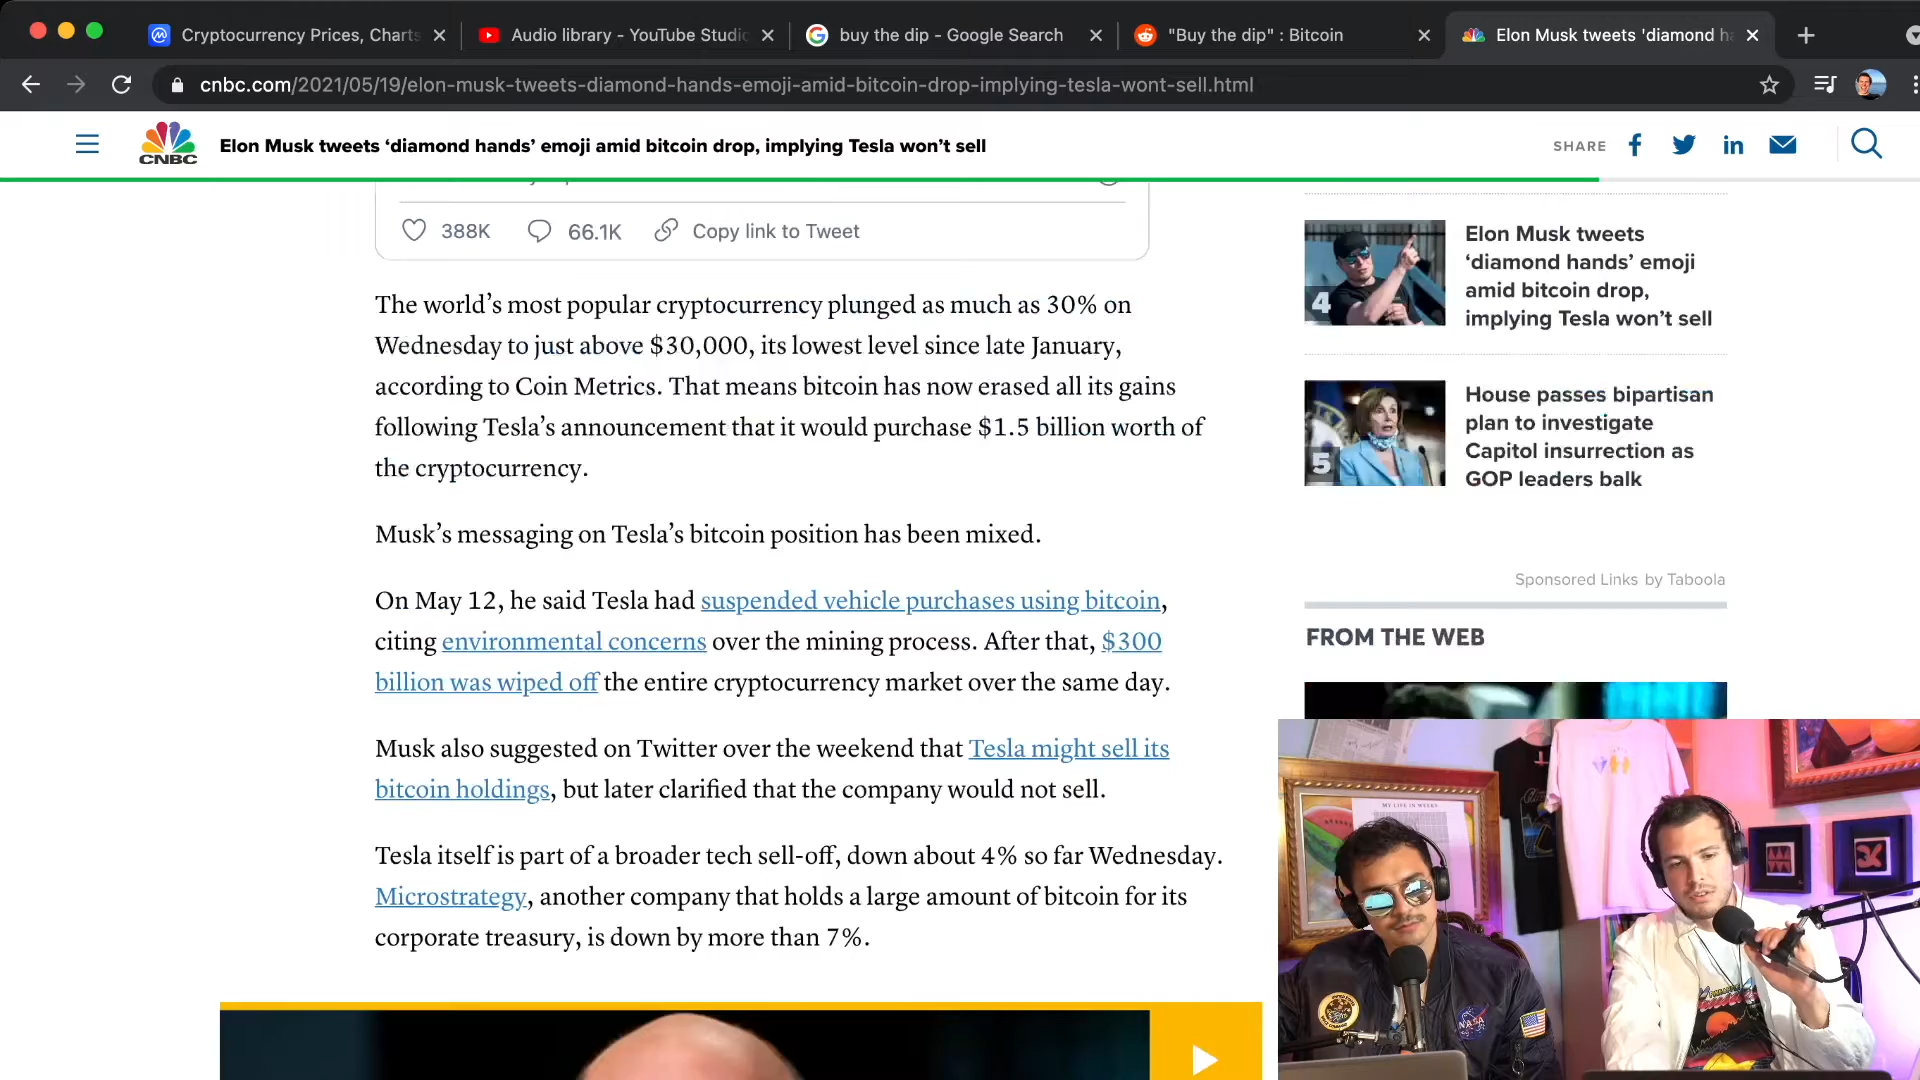 Cryptocurrency Prices, Charts
Audio library - YouTube Studio
buy the dip - Google Search
"Buy the dip" : Bitcoin
Elon Musk tweets 'diamond ha
cnbc.com/2021/05/19/elon-musk-tweets-diamond-hands-emoji-amid-bitcoin-drop-implying-tesla-wont-sell.html
CNBC
Elon Musk tweets ‘diamond hands’ emoji amid bitcoin drop, implying Tesla won’t sell
SHARE
388K
66.1K
Copy link to Tweet
The world’s most popular cryptocurrency plunged as much as 30% on
Wednesday to just above $30,000, its lowest level since late January,
according to Coin Metrics. That means bitcoin has now erased all its gains
following Tesla’s announcement that it would purchase $1.5 billion worth of
the cryptocurrency.
Musk’s messaging on Tesla’s bitcoin position has been mixed.
On May 12, he said Tesla had suspended vehicle purchases using bitcoin,
citing environmental concerns over the mining process. After that, $300
billion was wiped off the entire cryptocurrency market over the same day.
Musk also suggested on Twitter over the weekend that Tesla might sell its
bitcoin holdings, but later clarified that the company would not sell.
Tesla itself is part of a broader tech sell-off, down about 4% so far Wednesday.
Microstrategy, another company that holds a large amount of bitcoin for its
corporate treasury, is down by more than 7%.
4
Elon Musk tweets
‘diamond hands’ emoji
amid bitcoin drop,
implying Tesla won’t sell
5
House passes bipartisan
plan to investigate
Capitol insurrection as
GOP leaders balk
Sponsored Links by Taboola
FROM THE WEB
MY LIFE IN WEEKS
NASA